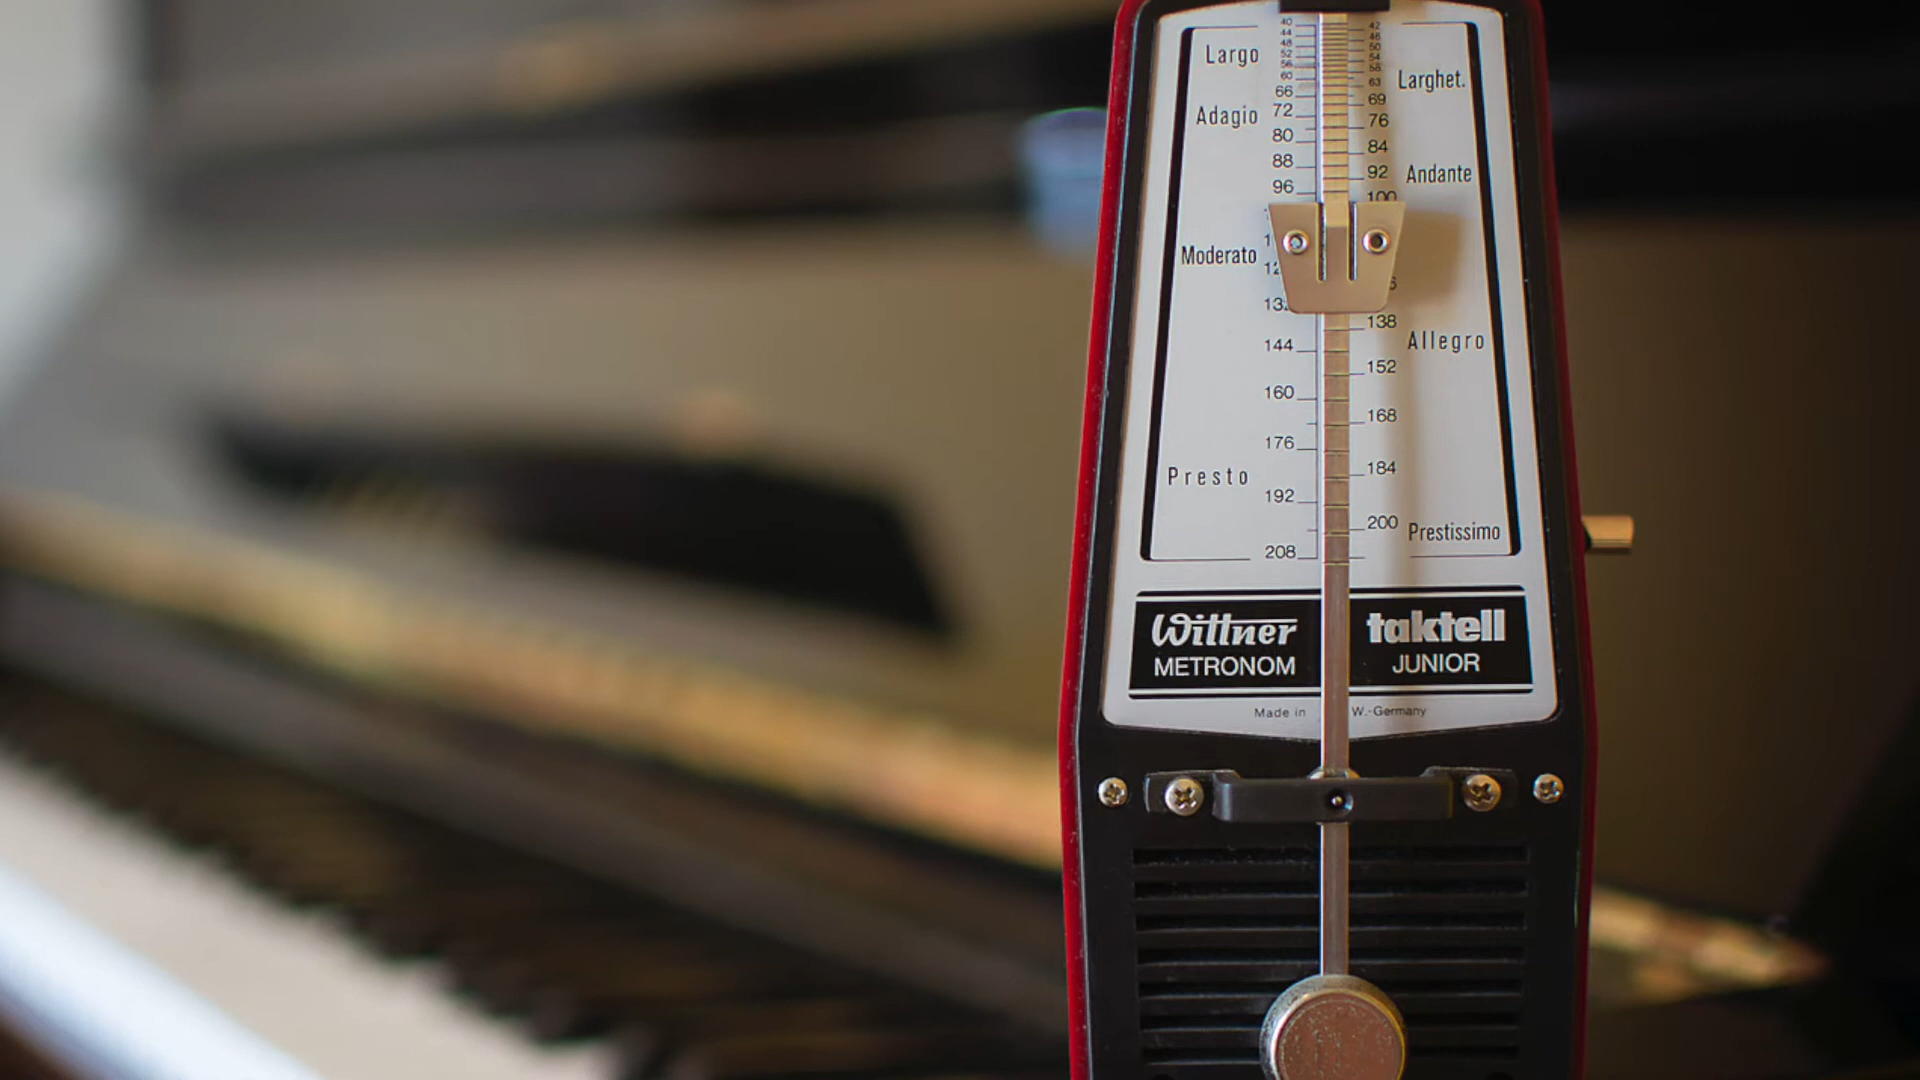 40 42
44 46
48 50
52 54
56 58
60 63
Largo
Larghet.
66 69
72 76
Adagio
80 84
88 92
Andante
96 100
Moderato
138
144
Allegro
152
160
168
176
184
Presto
192
200
Prestissimo
208
Wittner taktell
METRONOM JUNIOR
Made in W.-Germany